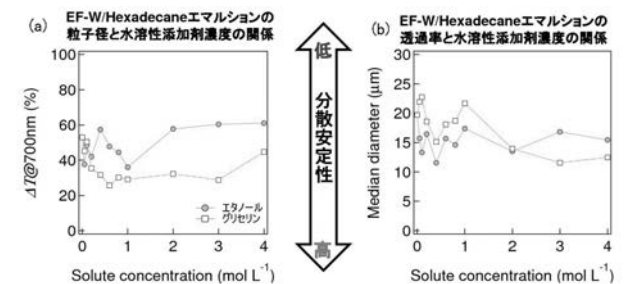 (a)
EF-W/Hexadecaneエマルションの
粒子径と水溶性添加剤濃度の関係
100
80
60
40
20
0
ΔT@700nm (%)
エタノール
グリセリン
0
1
2
3
4
Solute concentration (mol L⁻¹)
低
分散安定性
高
(b)
EF-W/Hexadecaneエマルションの
透過率と水溶性添加剤濃度の関係
30
25
20
15
10
5
0
Median diameter (μm)
0
1
2
3
4
Solute concentration (mol L⁻¹)